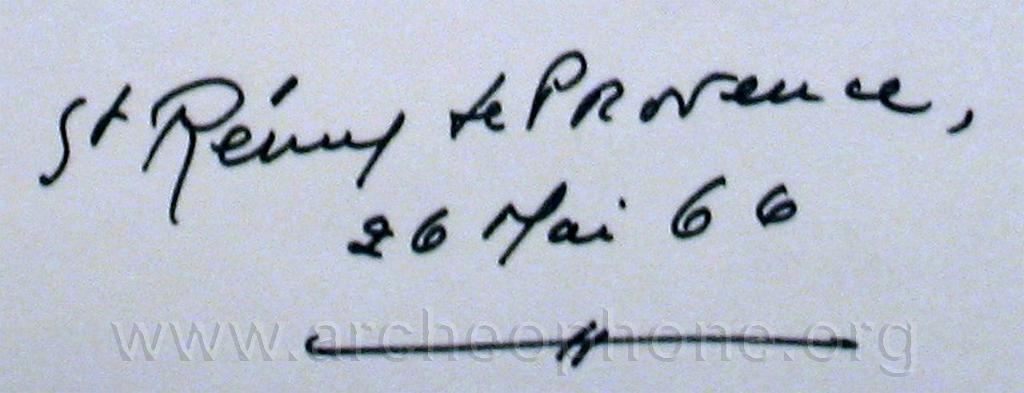 St Rémy de Provence,
26 Mai 66
www.archeophone.org